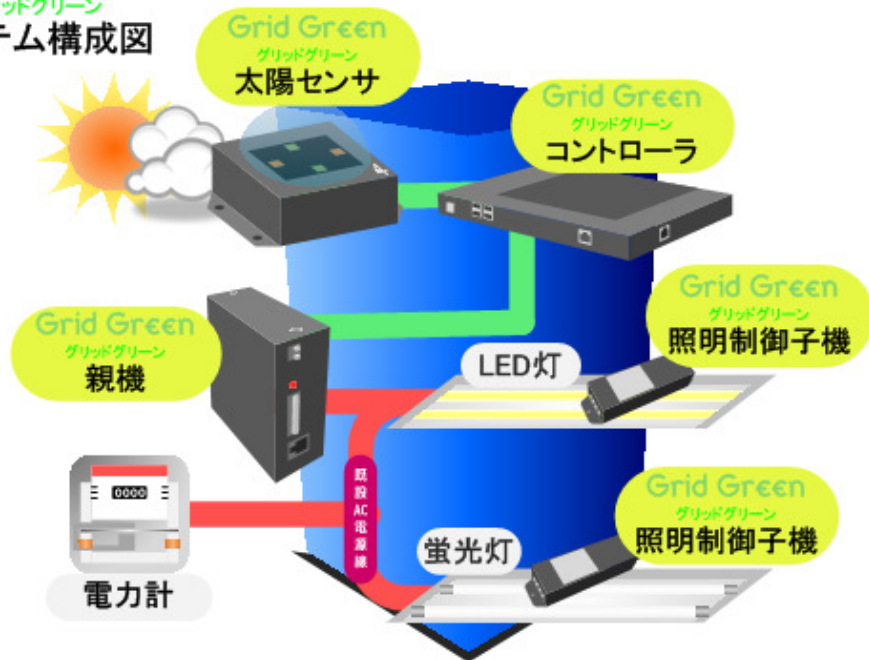 ッドグリーン
テム構成図
Grid Green
グリッドグリーン
太陽センサ
Grid Green
グリッドグリーン
コントローラ
Grid Green
グリッドグリーン
照明制御子機
Grid Green
グリッドグリーン
親機
LED灯
既設AC電源線
0000
Grid Green
グリッドグリーン
照明制御子機
蛍光灯
電力計